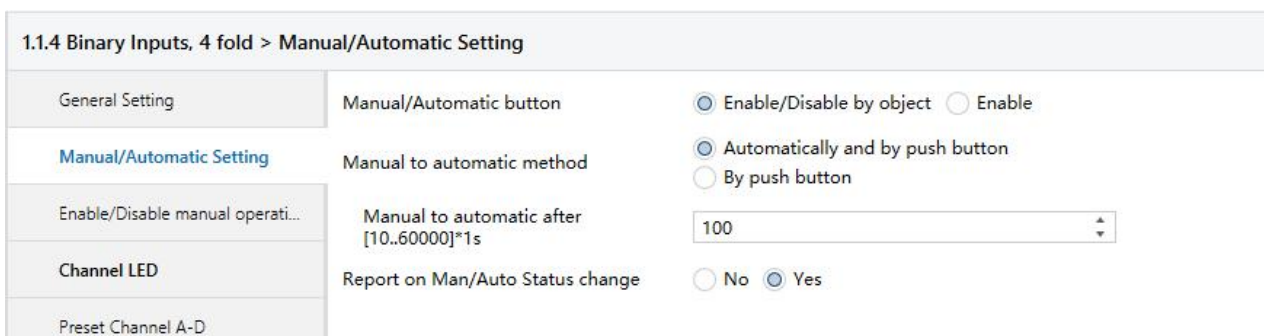 1.1.4 Binary Inputs, 4 fold > Manual/Automatic Setting
General Setting
Manual/Automatic button
Enable/Disable by object Enable
Manual/Automatic Setting
Manual to automatic method
Automatically and by push button
By push button
Enable/Disable manual operati...
Manual to automatic after
[10..60000]*1s
100
Channel LED
Report on Man/Auto Status change
No Yes
Preset Channel A-D